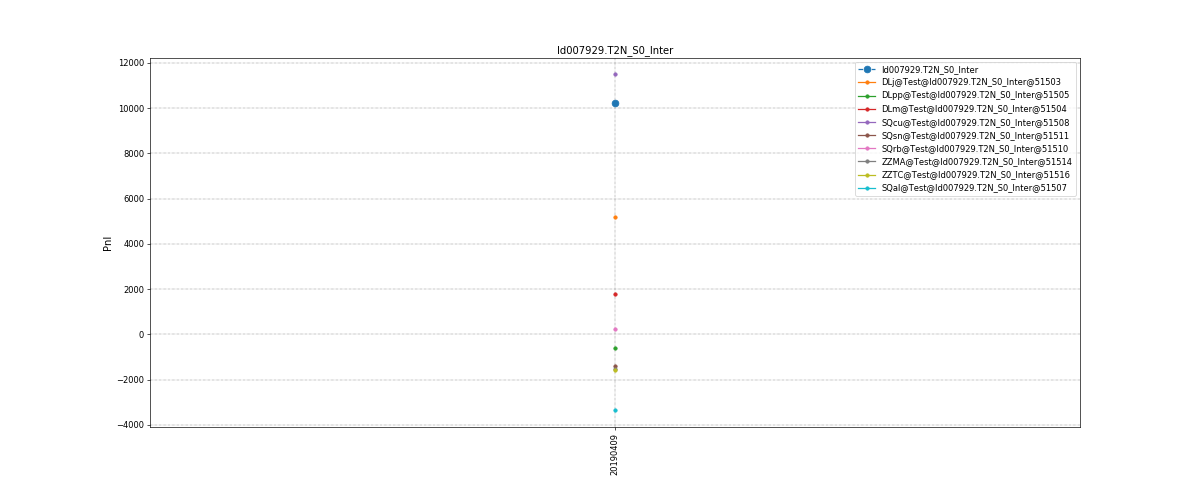 Id007929.T2N_S0_Inter
12000
10000
8000
6000
4000
2000
0
−2000
−4000
Pnl
20190409
Id007929.T2N_S0_Inter
DLj@Test@Id007929.T2N_S0_Inter@51503
DLpp@Test@Id007929.T2N_S0_Inter@51505
DLm@Test@Id007929.T2N_S0_Inter@51504
SQcu@Test@Id007929.T2N_S0_Inter@51508
SQsn@Test@Id007929.T2N_S0_Inter@51511
SQrb@Test@Id007929.T2N_S0_Inter@51510
ZZMA@Test@Id007929.T2N_S0_Inter@51514
ZZTC@Test@Id007929.T2N_S0_Inter@51516
SQal@Test@Id007929.T2N_S0_Inter@51507